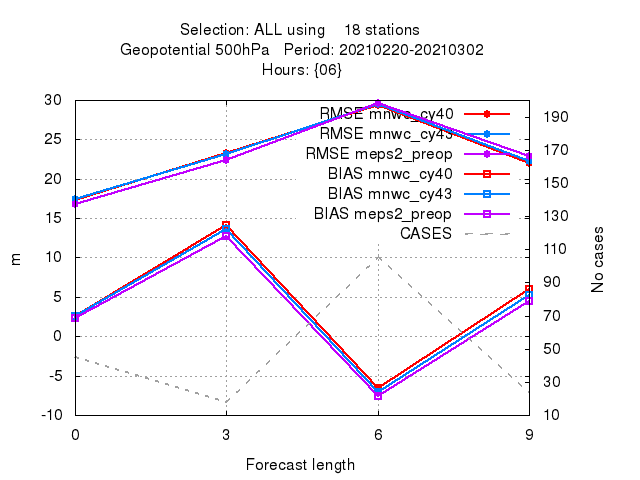 Selection: ALL using 18 stations
Geopotential 500hPa Period: 20210220-20210302
Hours: {06}
30
25
20
15
10
5
0
-5
-10
m
RMSE mnwc_cy40
RMSE mnwc_cy43
RMSE meps2_preop
BIAS mnwc_cy40
BIAS mnwc_cy43
BIAS meps2_preop
CASES
190
170
150
130
110
90
70
50
30
10
No cases
0 3 6 9
Forecast length